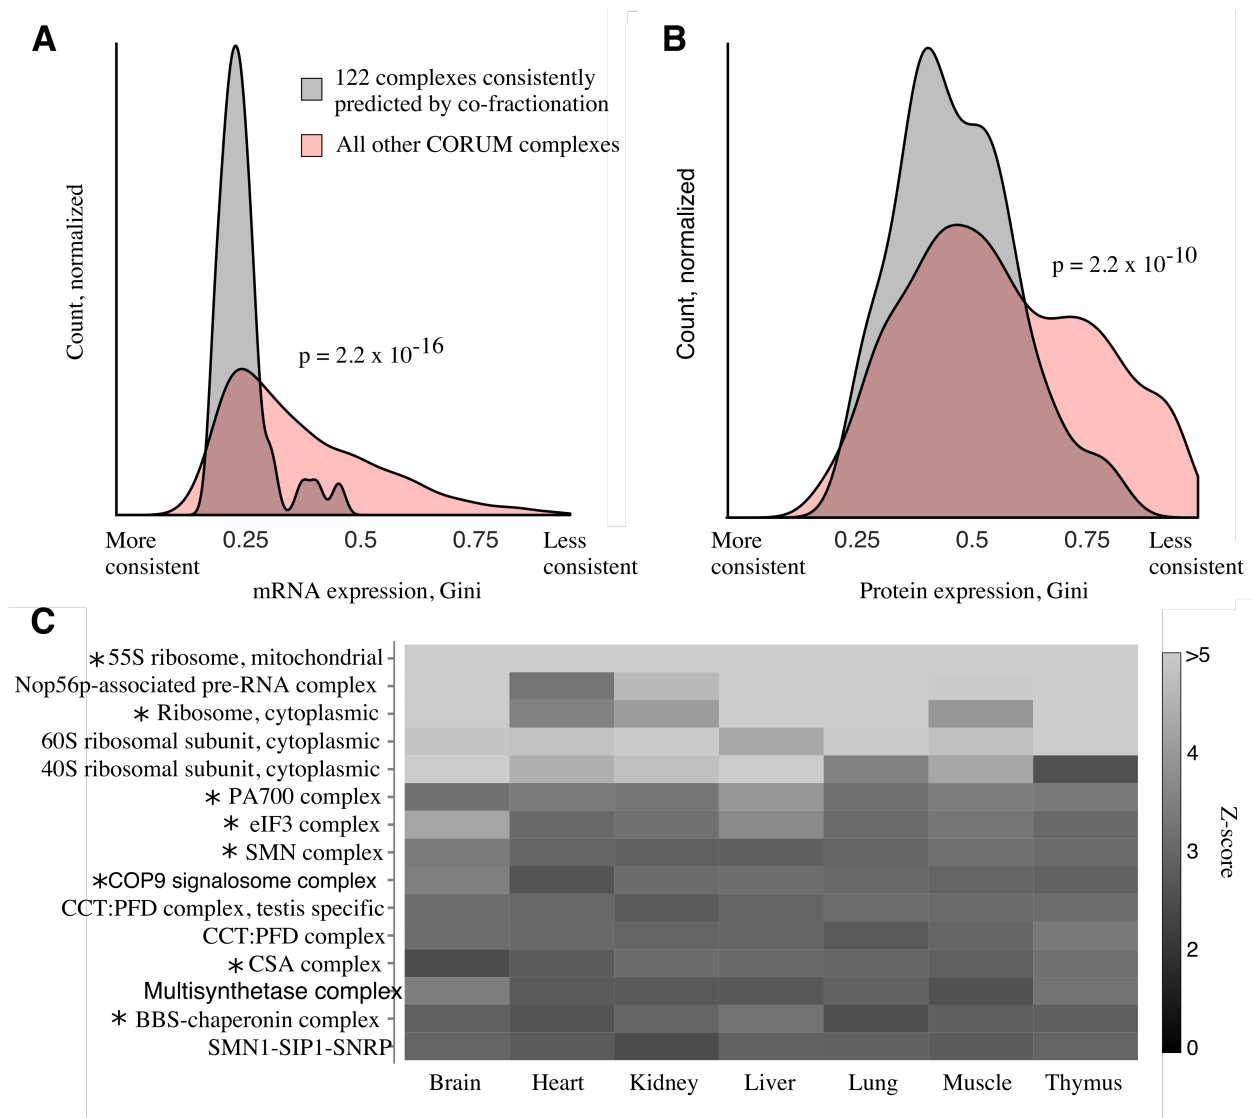 A
122 complexes consistently
predicted by co-fractionation
All other CORUM complexes
Count, normalized
p = 2.2 x 10-16
More
consistent
0.25
0.5
0.75
Less
consistent
mRNA expression, Gini
B
Count, normalized
p = 2.2 x 10-10
More
consistent
0.25
0.5
0.75
Less
consistent
Protein expression, Gini
C
*55S ribosome, mitochondrial
Nop56p-associated pre-RNA complex
* Ribosome, cytoplasmic
60S ribosomal subunit, cytoplasmic
40S ribosomal subunit, cytoplasmic
* PA700 complex
* eIF3 complex
* SMN complex
*COP9 signalosome complex
CCT:PFD complex, testis specific
CCT:PFD complex
* CSA complex
Multisynthetase complex
* BBS-chaperonin complex
SMN1-SIP1-SNRP
Brain
Heart
Kidney
Liver
Lung
Muscle
Thymus
>5
4
3
2
0
Z-score